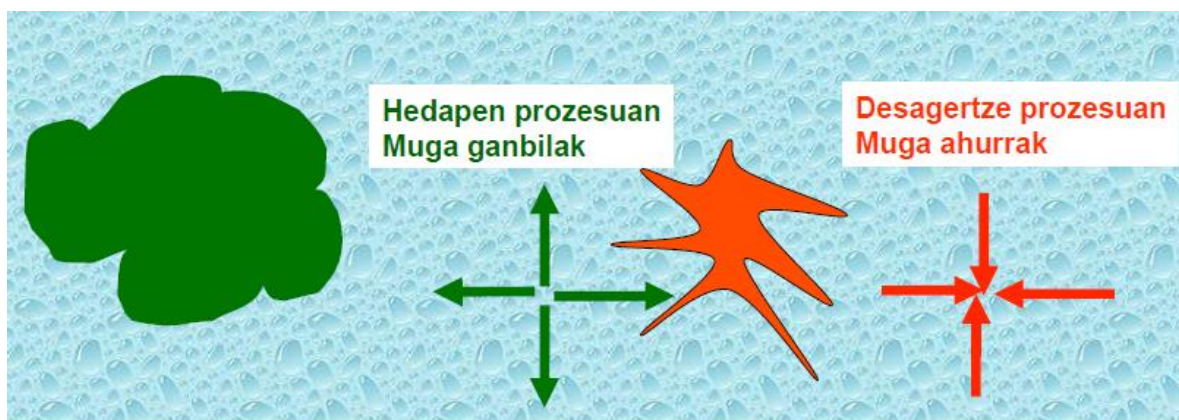 Hedapen prozesuan
Muga ganbilak
Desagertze prozesuan
Muga ahurrak